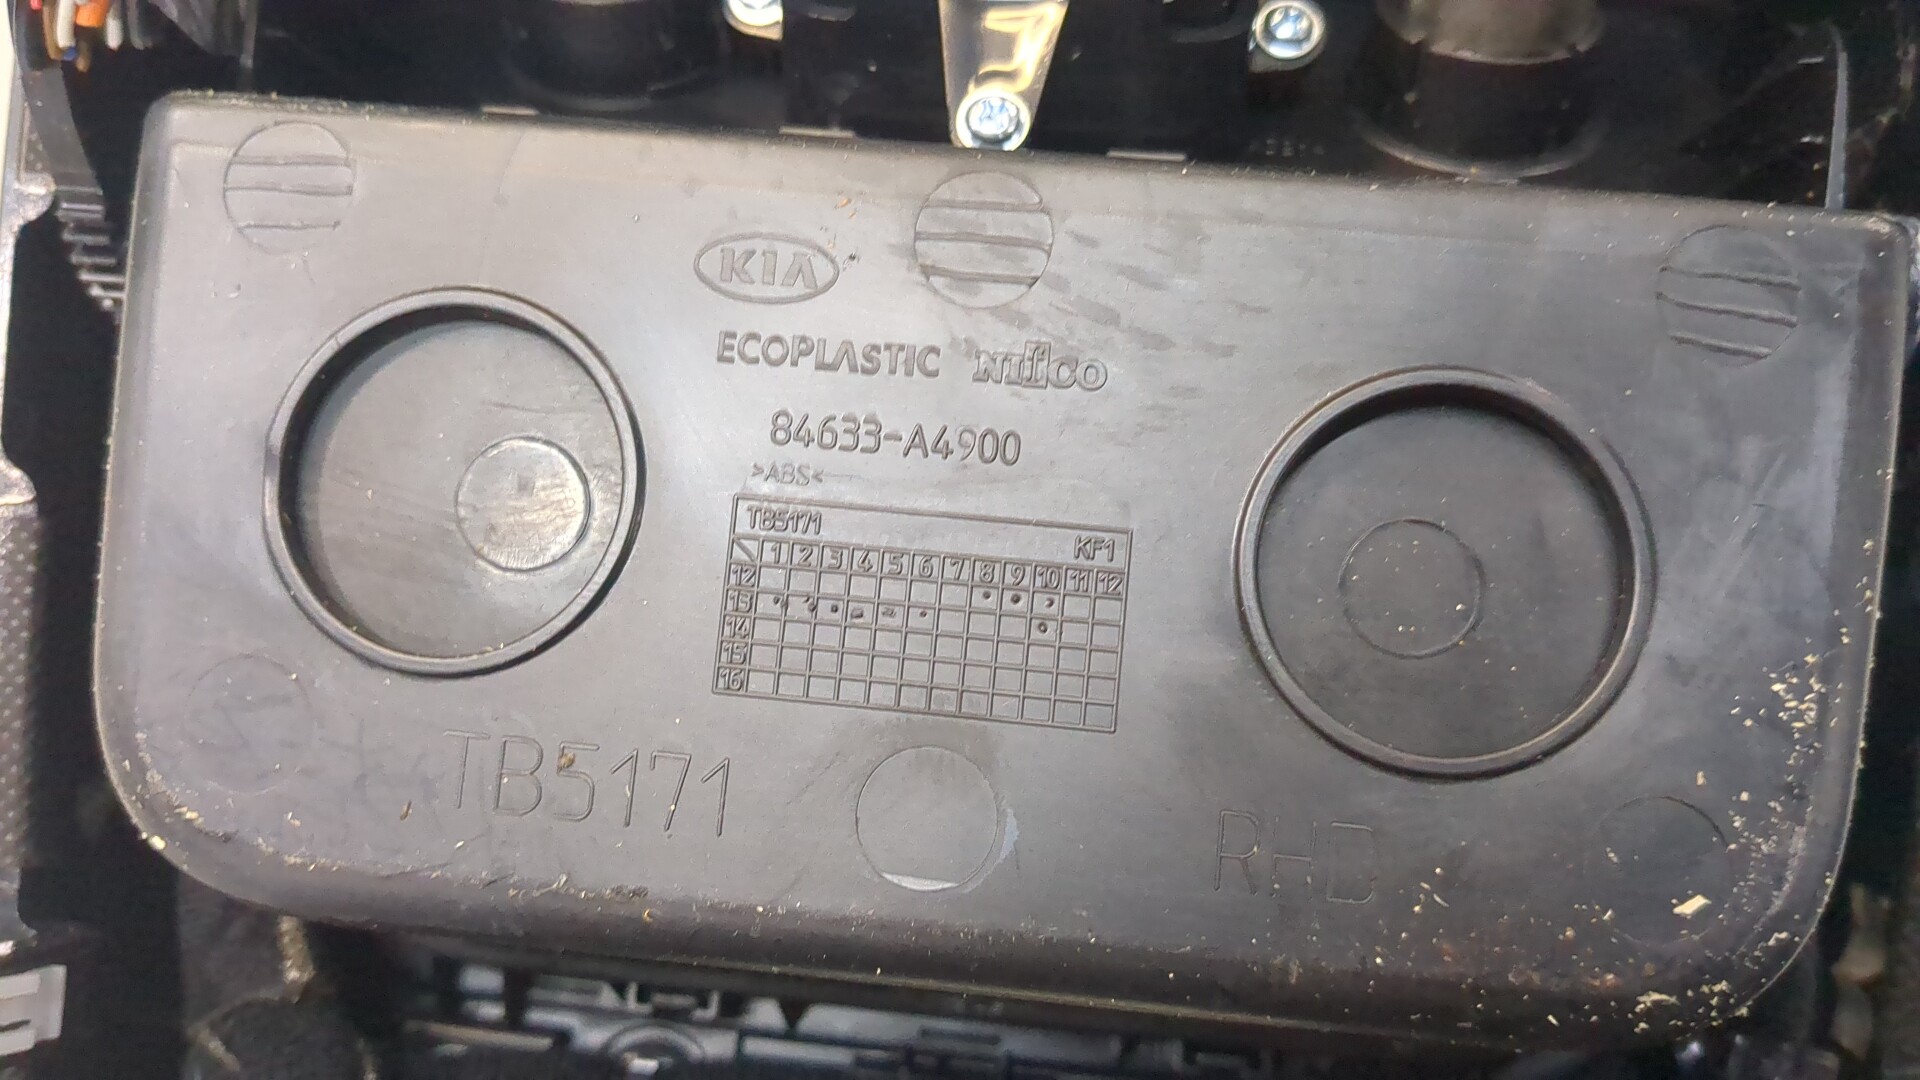 KIA
ECOPLASTIC Nifco
84633-A4900
>ABS<
TB5171 KF1
1 2 3 4 5 6 7 8 9 10 11 12
12
13
14
15
16
TB5171
RHD